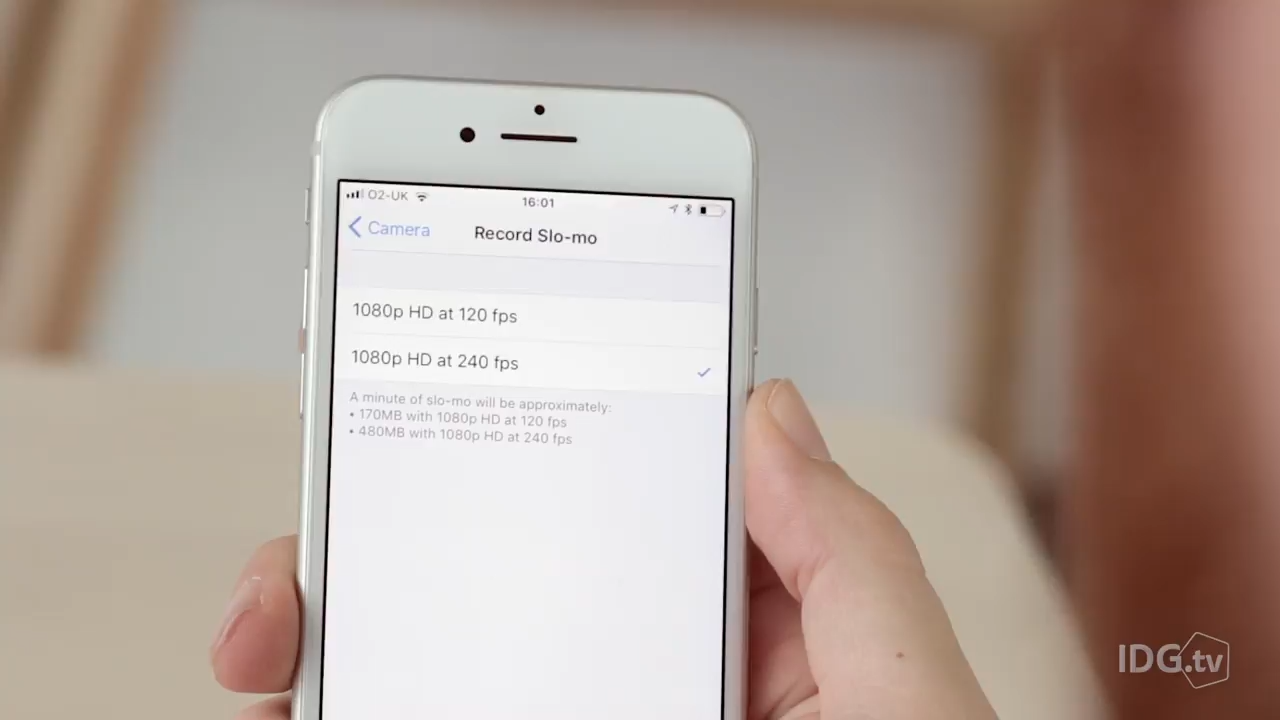 O2-UK
16:01
Camera
Record Slo-mo
1080p HD at 120 fps
1080p HD at 240 fps
A minute of slo-mo will be approximately:
• 170MB with 1080p HD at 120 fps
• 480MB with 1080p HD at 240 fps
IDG.tv